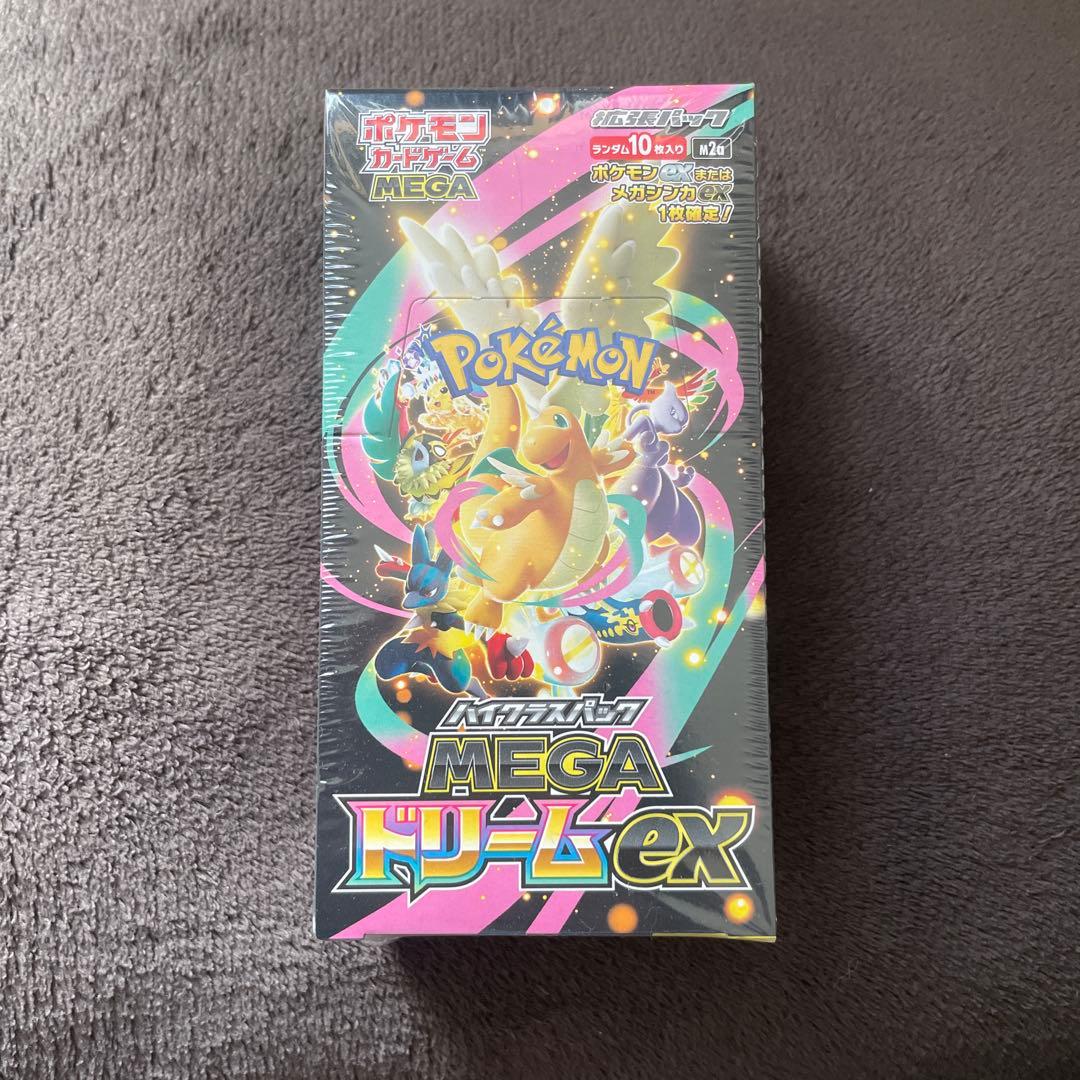 ポケモン
カードゲーム
MEGA
拡張パック
ランダム10枚入り M2a
ポケモンexまたは
メガシンカex
1枚確定!
POKéMON
TM
ハイクラスパック
MEGA
ドリームex